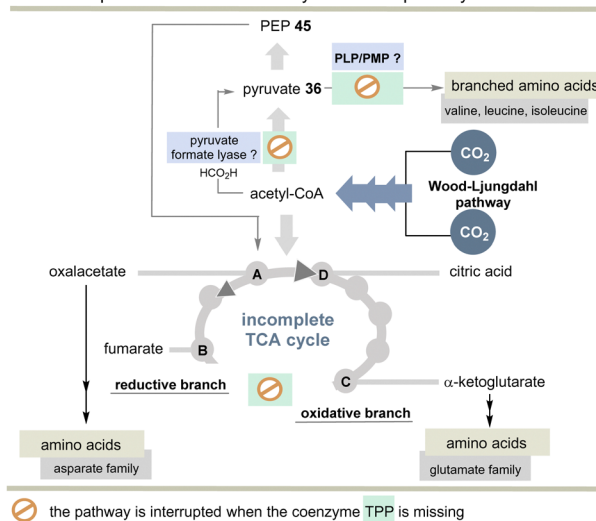 PEP 45
PLP/PMP ?
pyruvate 36
branched amino acids
valine, leucine, isoleucine
pyruvate
formate lyase ?
HCO2H
acetyl-CoA
CO2
Wood-Ljungdahl
pathway
CO2
oxalacetate
A
D
citric acid
incomplete
TCA cycle
fumarate
B
reductive branch
C
α-ketoglutarate
oxidative branch
amino acids
asparate family
amino acids
glutamate family
the pathway is interrupted when the coenzyme TPP is missing